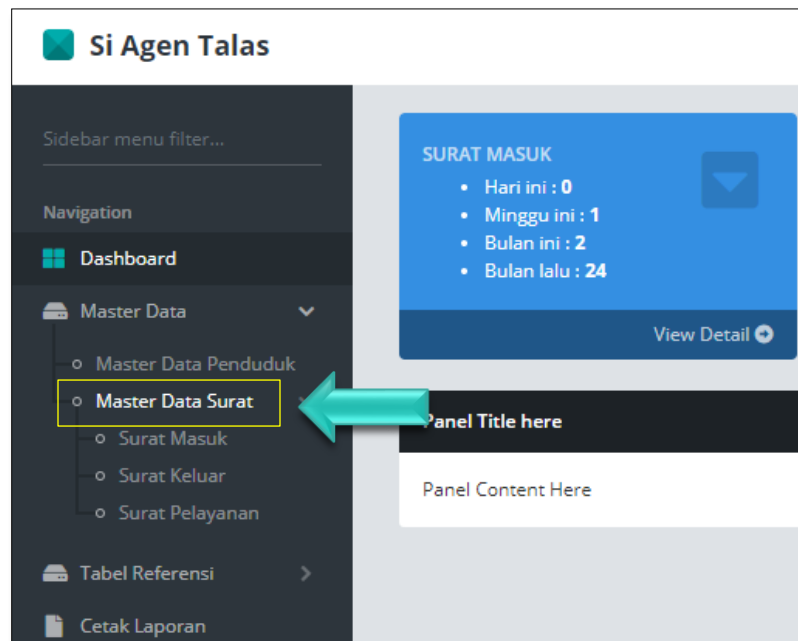 Si Agen Talas
Sidebar menu filter...
Navigation
Dashboard
Master Data
Master Data Penduduk
Master Data Surat
Surat Masuk
Surat Keluar
Surat Pelayanan
Tabel Referensi
Cetak Laporan
SURAT MASUK
Hari ini : 0
Minggu ini : 1
Bulan ini : 2
Bulan lalu : 24
View Detail
Panel Title here
Panel Content Here